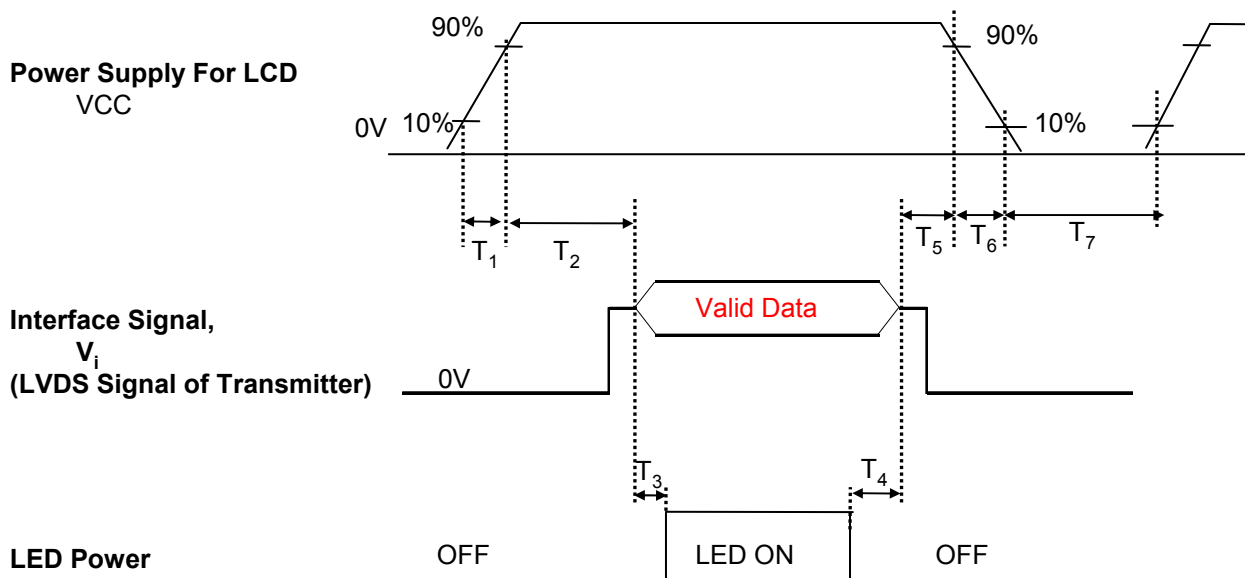 90%
90%
Power Supply For LCD
VCC
0V
10%
10%
T1
T2
T5
T6
T7
Valid Data
Interface Signal,
Vi
(LVDS Signal of Transmitter)
0V
T3
T4
LED Power
OFF
LED ON
OFF